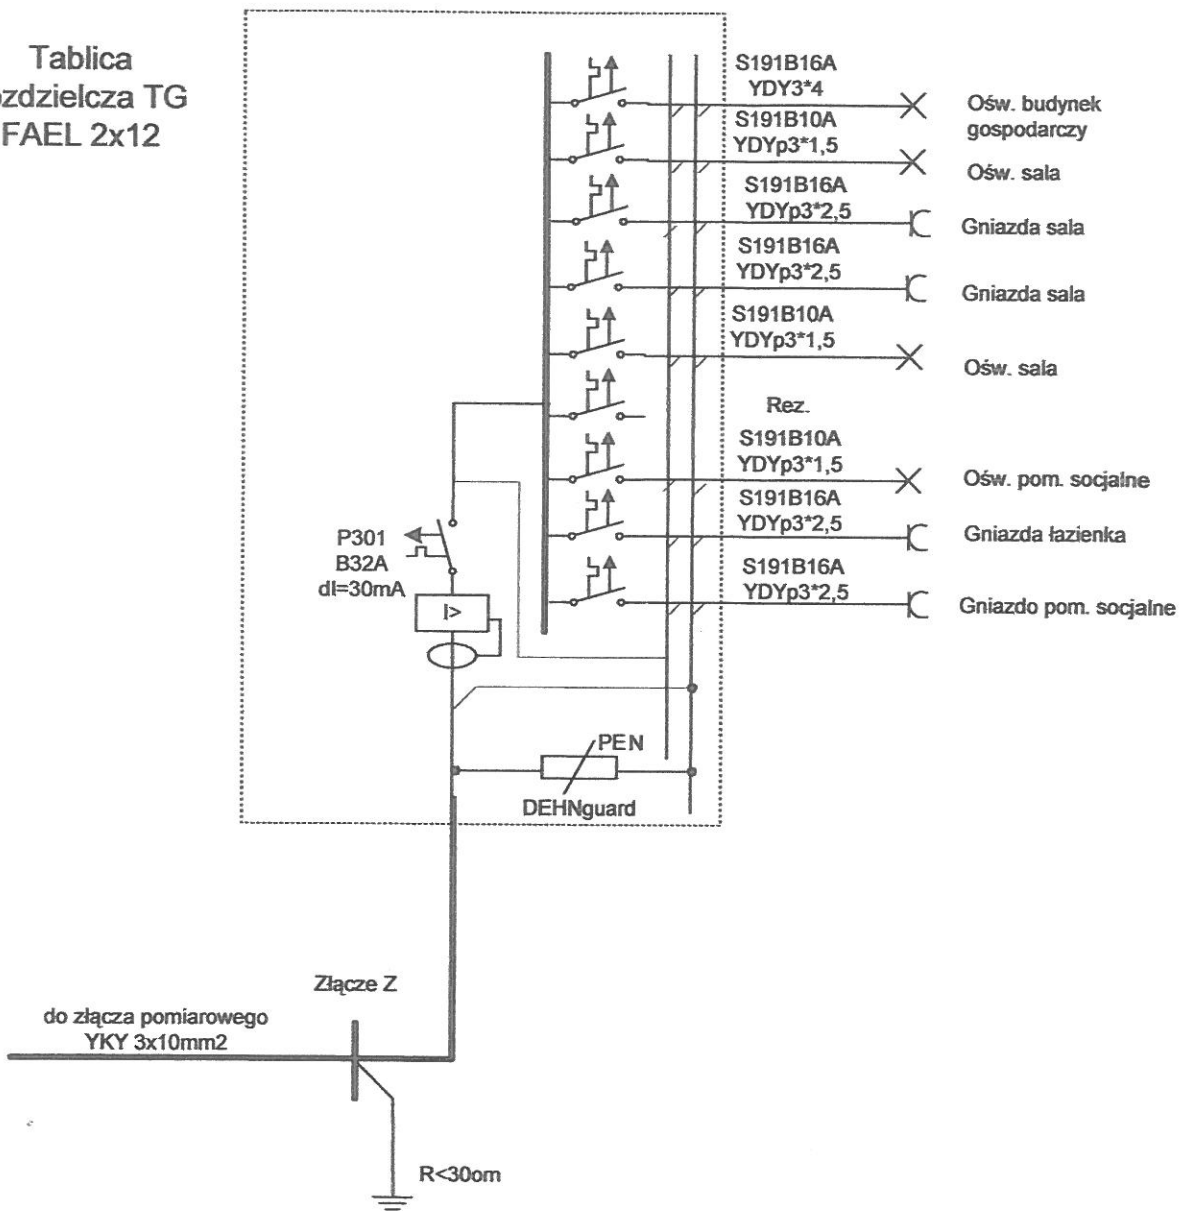 Tablica
ozdzielcza TG
FAEL 2x12
S191B16A
YDY3*4
Ośw. budynek
gospodarczy
S191B10A
YDYp3*1,5
Ośw. sala
S191B16A
YDYp3*2,5
Gniazda sala
S191B16A
YDYp3*2,5
Gniazda sala
S191B10A
YDYp3*1,5
Ośw. sala
Rez.
S191B10A
YDYp3*1,5
Ośw. pom. socjalne
S191B16A
YDYp3*2,5
Gniazda łazienka
S191B16A
YDYp3*2,5
Gniazdo pom. socjalne
P301
B32A
dI=30mA
I>
PEN
DEHNguard
Złącze Z
do złącza pomiarowego
YKY 3x10mm2
R<30om